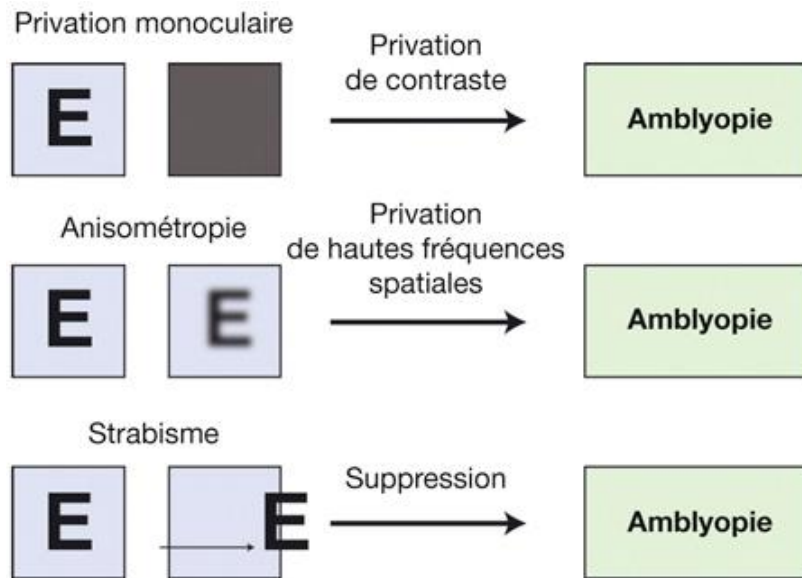 Privation monoculaire
Privation
de contraste
E
Amblyopie
Anisométropie
Privation
de hautes fréquences
spatiales
E E
Amblyopie
Strabisme
Suppression
E E
Amblyopie